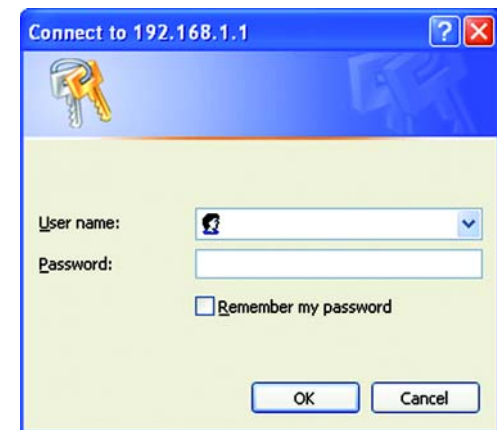 Connect to 192.168.1.1
User name:
Password:
Remember my password
OK Cancel